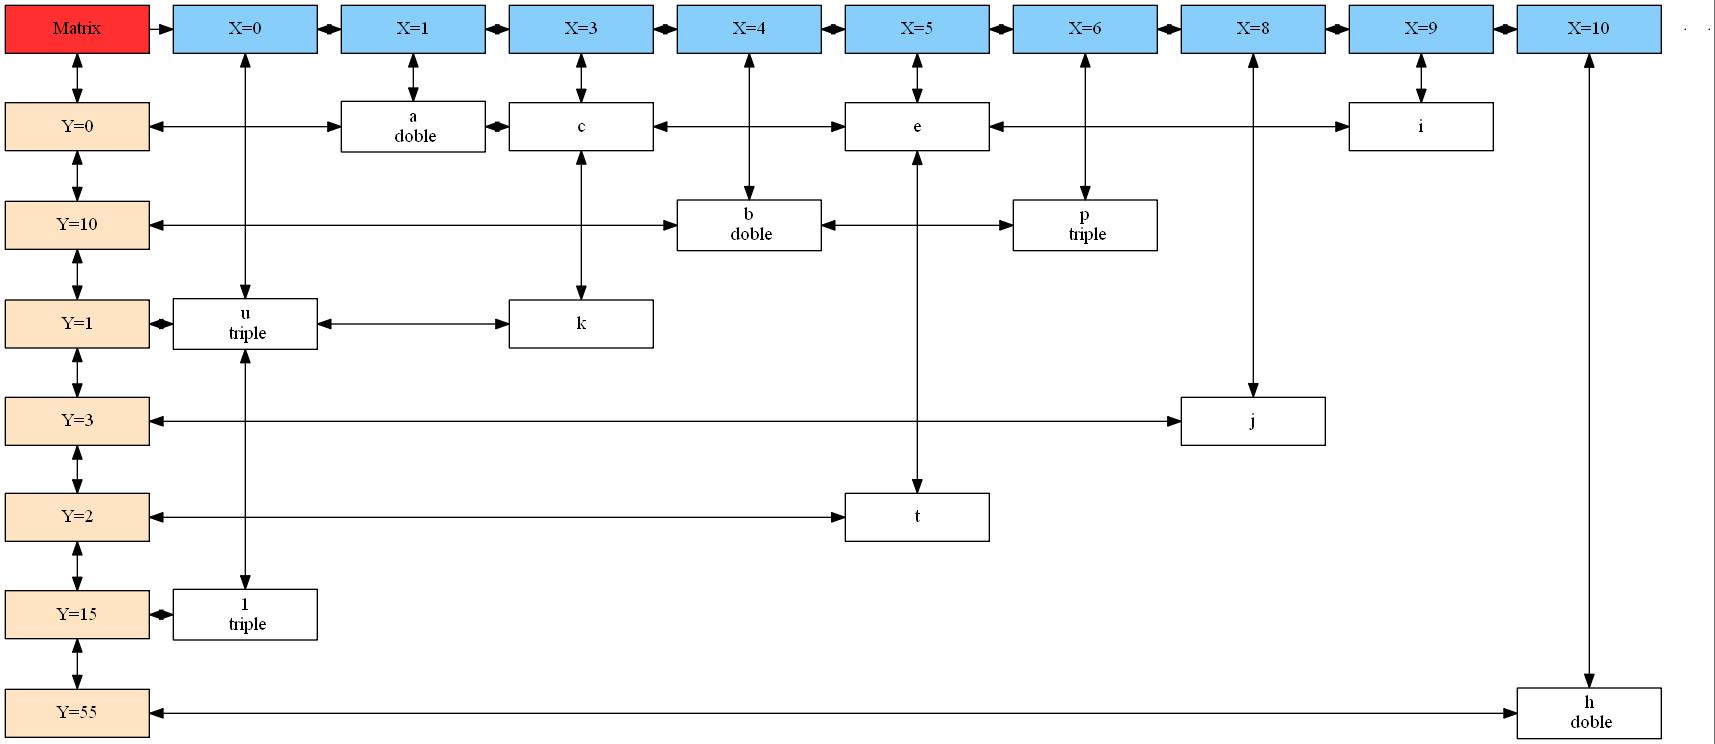 Matrix
X=0
X=1
X=3
X=4
X=5
X=6
X=8
X=9
X=10
Y=0
a
doble
c
e
i
Y=10
b
doble
p
triple
Y=1
u
triple
k
Y=3
j
Y=2
t
Y=15
l
triple
Y=55
h
doble